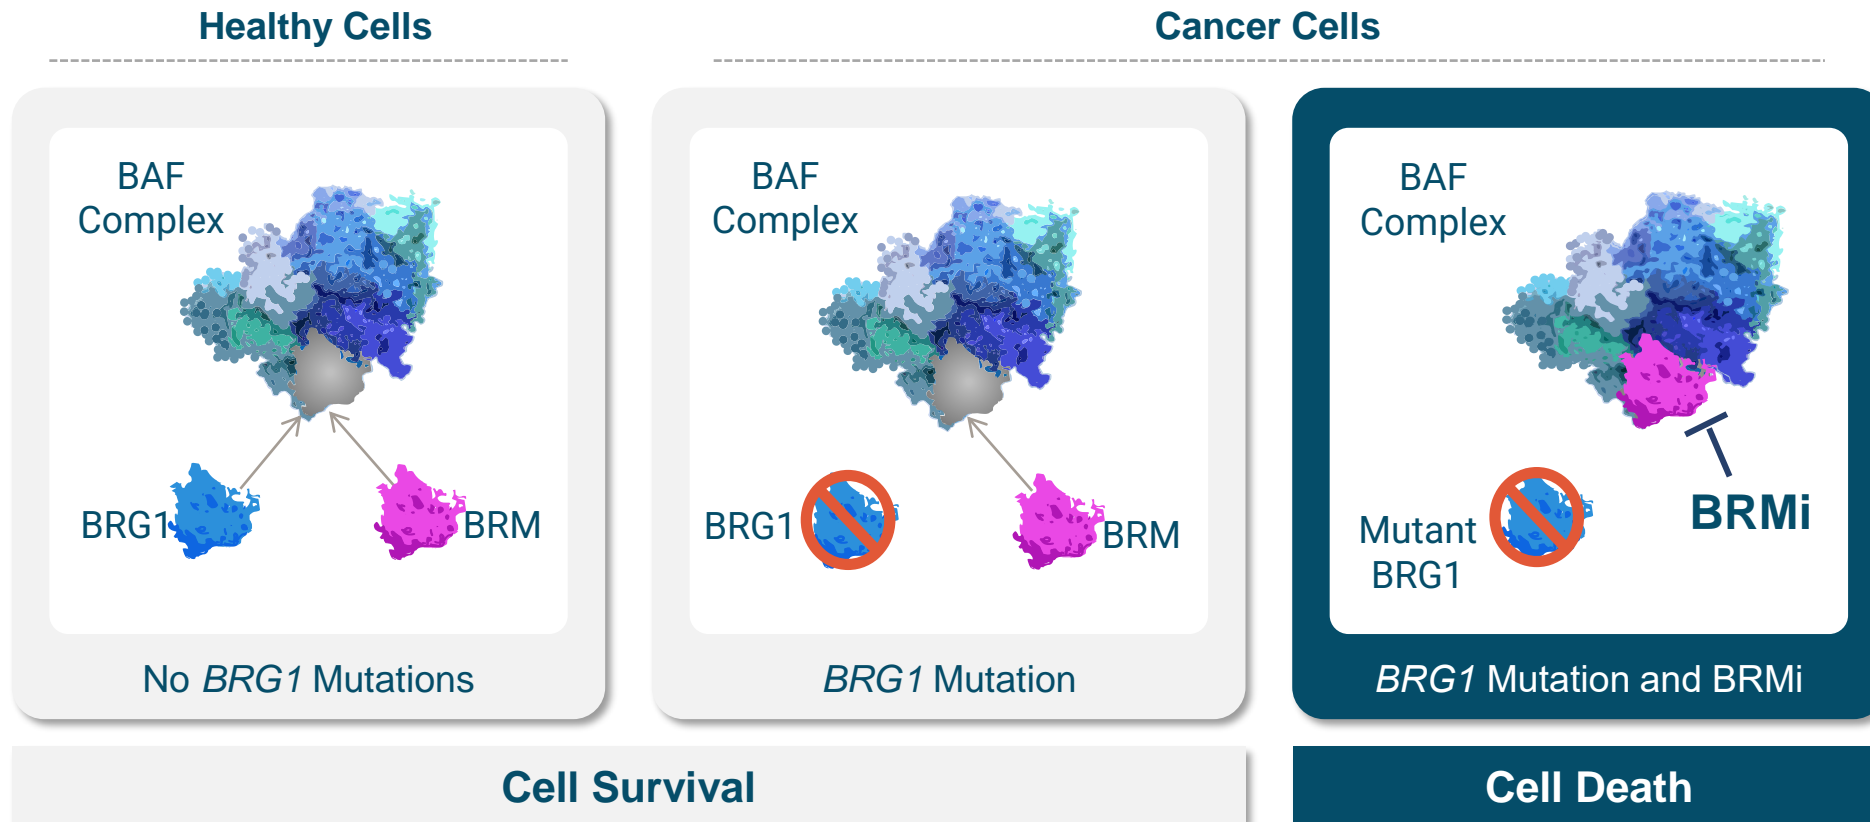 Healthy Cells
Cancer Cells
BAF
Complex
BRG1
BRM
No BRG1 Mutations
BAF
Complex
BRG1
BRM
BRG1 Mutation
BAF
Complex
Mutant
BRG1
BRMi
BRG1 Mutation and BRMi
Cell Survival
Cell Death